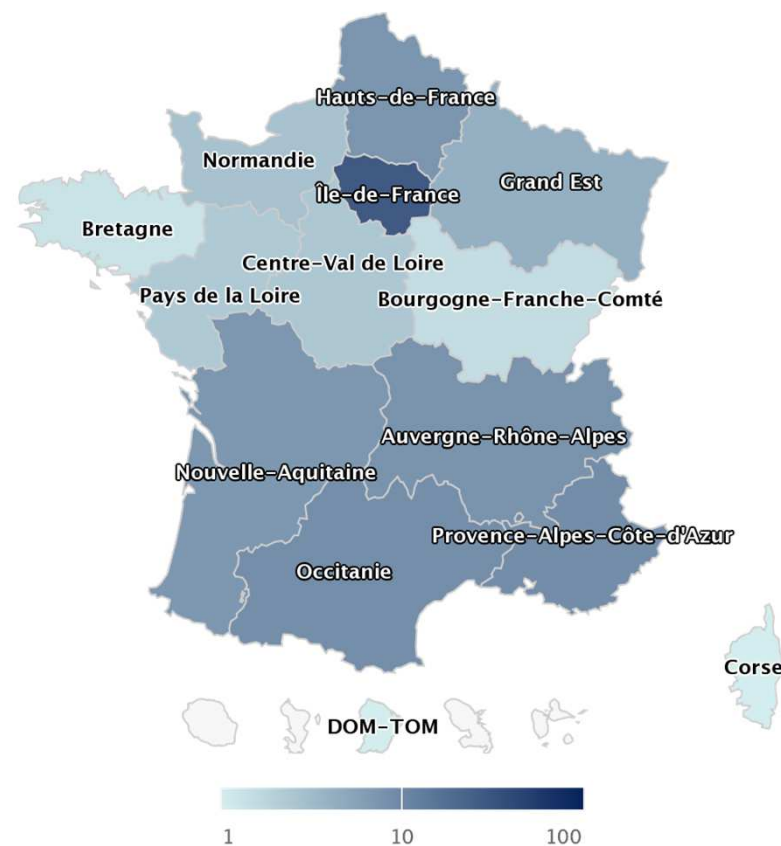 Hauts-de-France
Normandie
Grand Est
Île-de-France
Bretagne
Centre-Val de Loire
Pays de la Loire
Bourgogne-Franche-Comté
Auvergne-Rhône-Alpes
Nouvelle-Aquitaine
Provence-Alpes-Côte-d'Azur
Occitanie
Corse
DOM-TOM
1 10 100